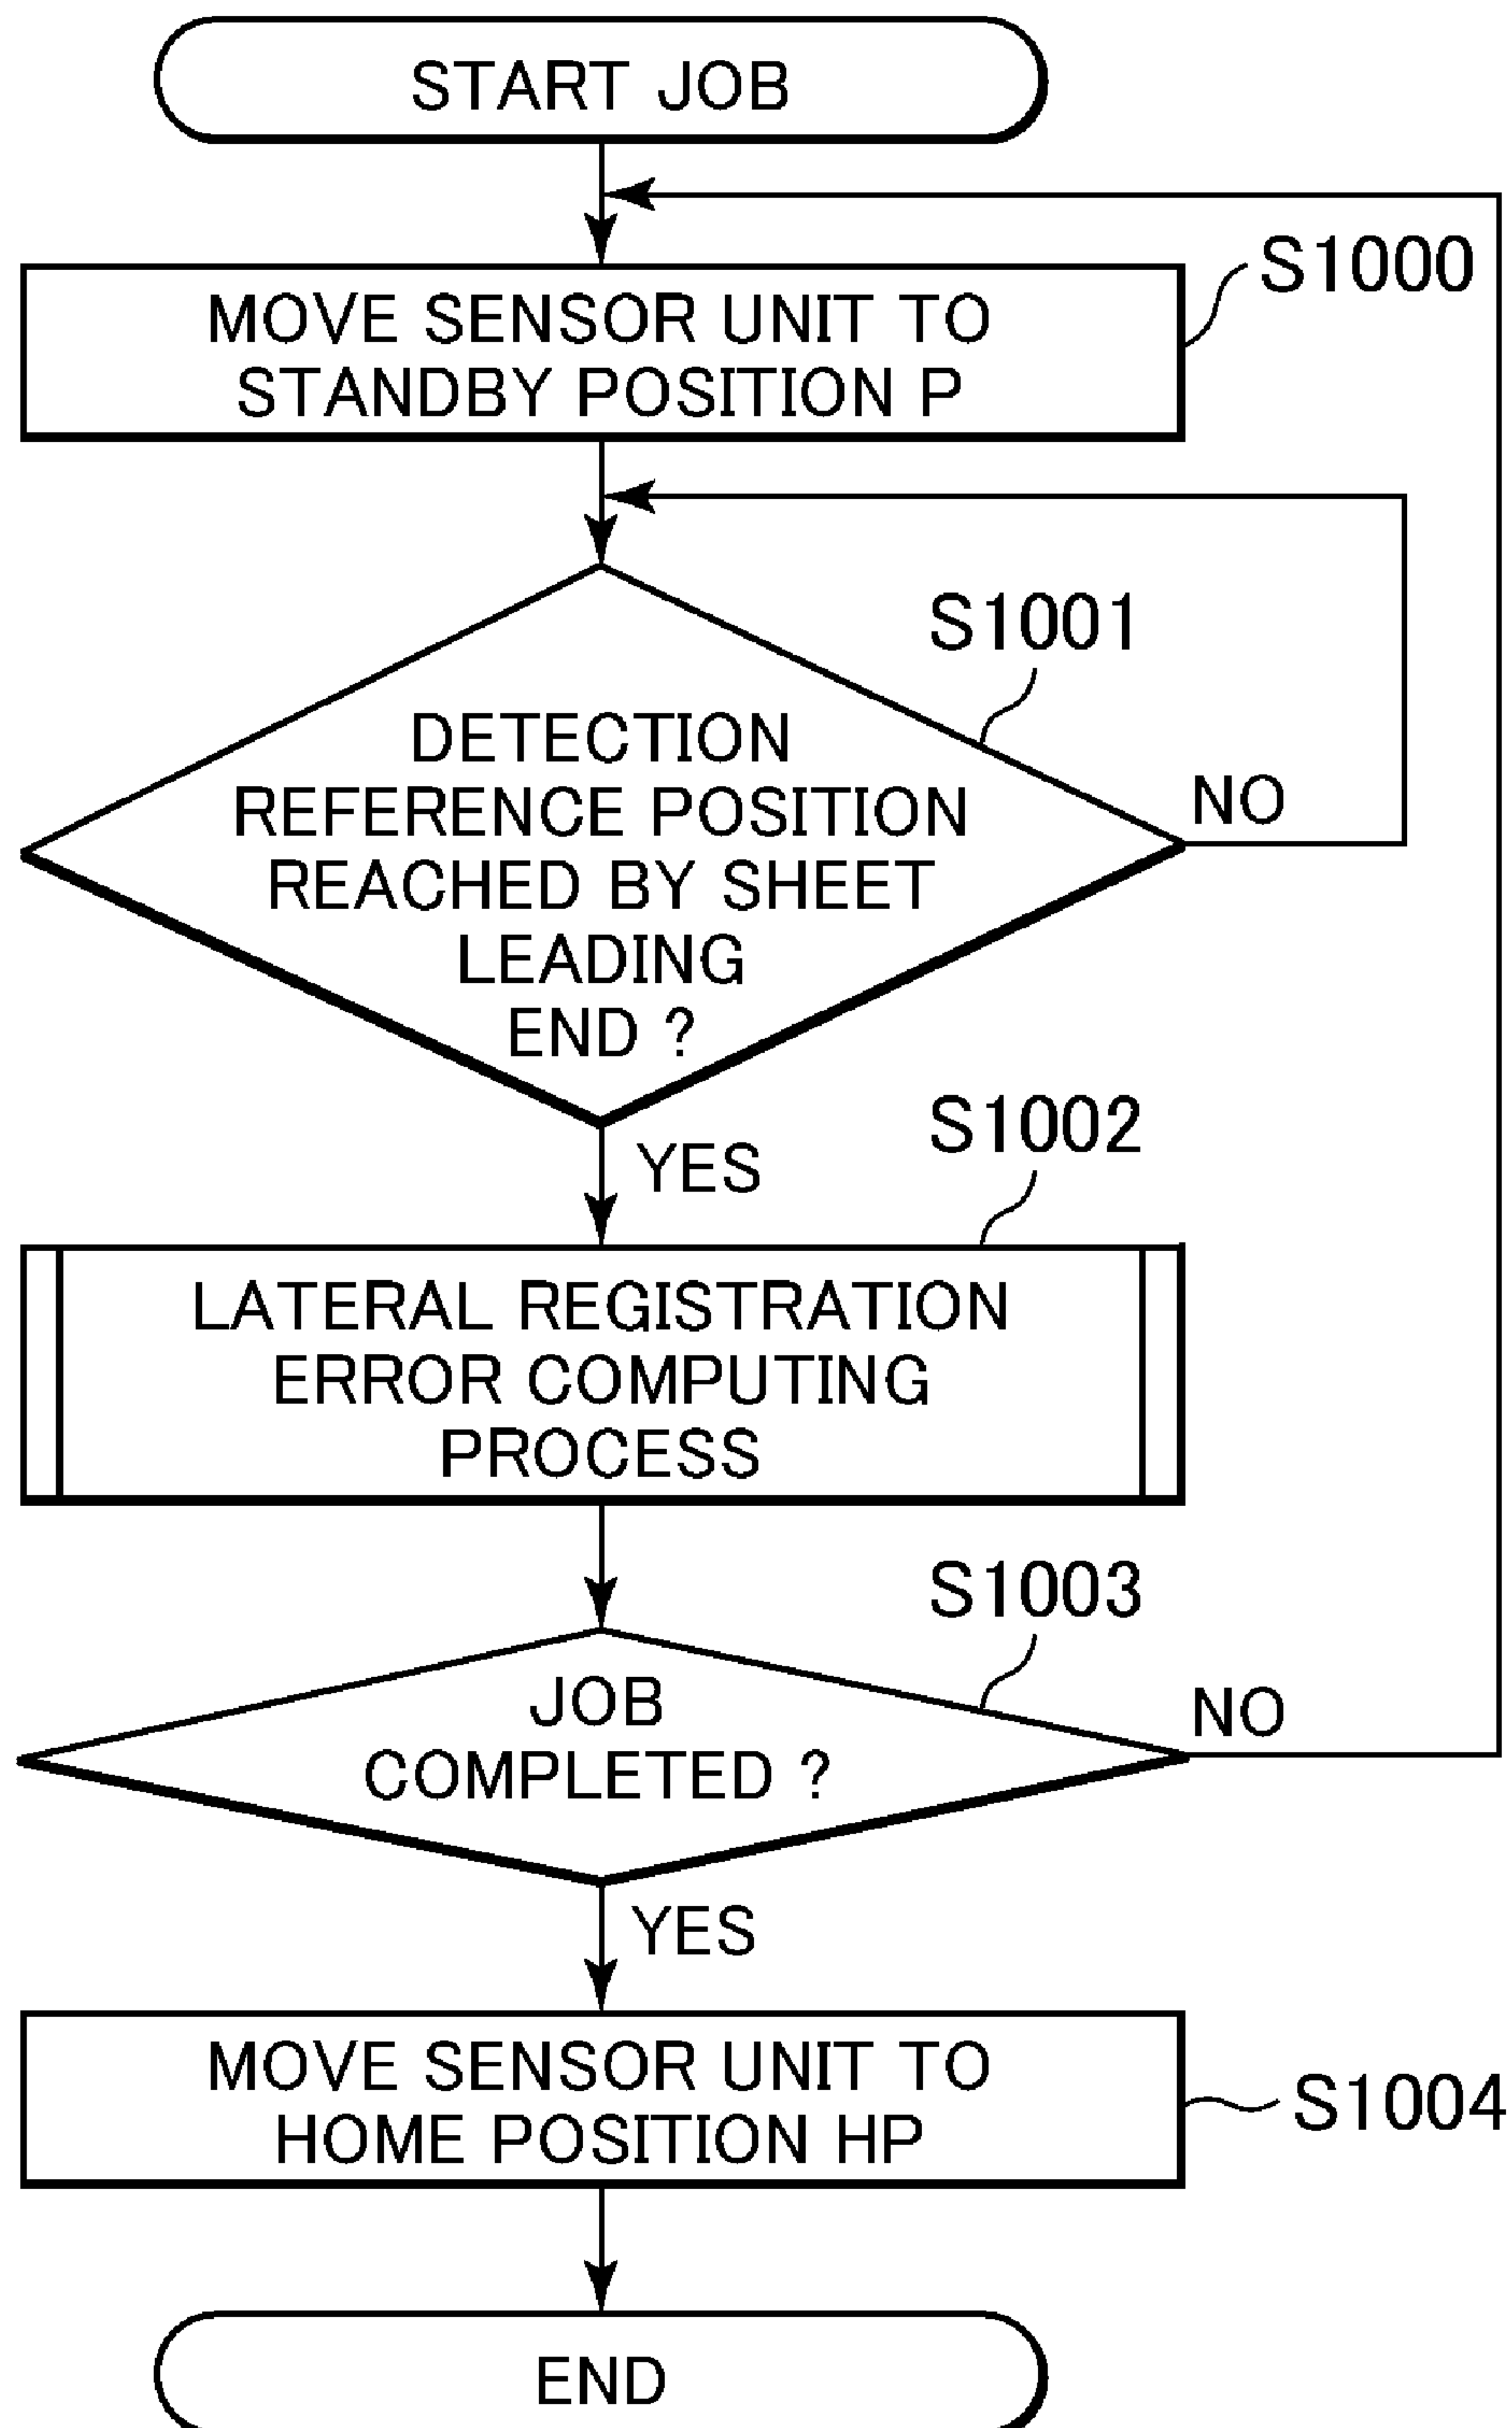 START JOB
S1000
MOVE SENSOR UNIT TO
STANDBY POSITION P
S1001
DETECTION
REFERENCE POSITION
REACHED BY SHEET
LEADING
END ?
NO
YES
S1002
LATERAL REGISTRATION
ERROR COMPUTING
PROCESS
S1003
JOB
COMPLETED ?
NO
YES
MOVE SENSOR UNIT TO
HOME POSITION HP
S1004
END